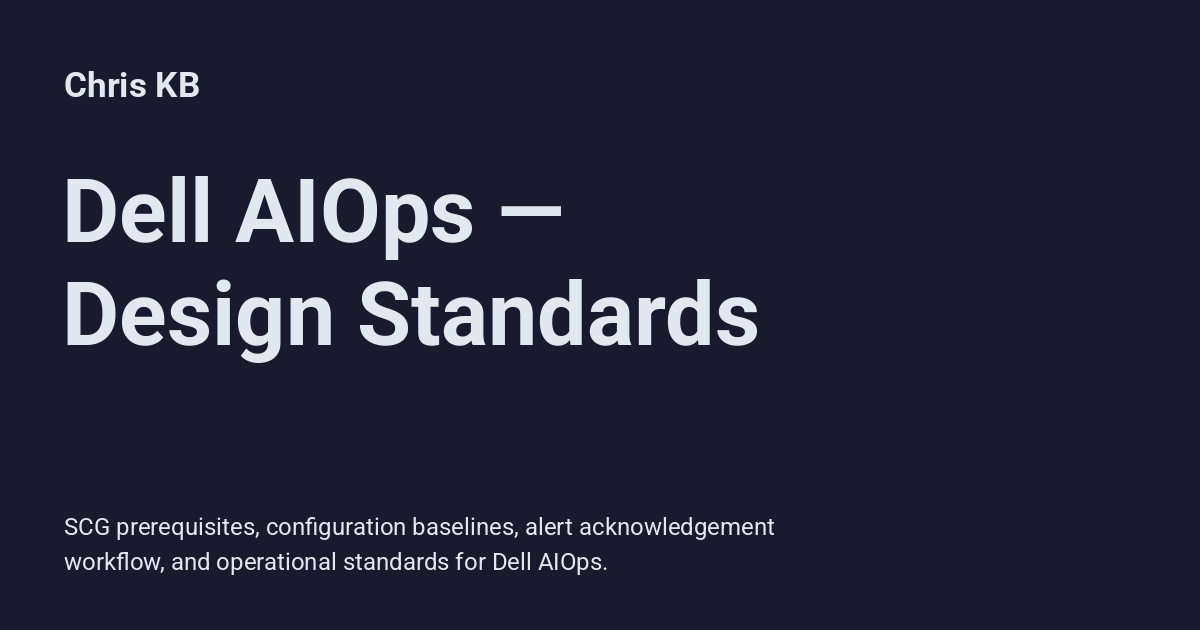 Chris KB
Dell AIOps —
Design Standards
SCG prerequisites, configuration baselines, alert acknowledgement
workflow, and operational standards for Dell AIOps.